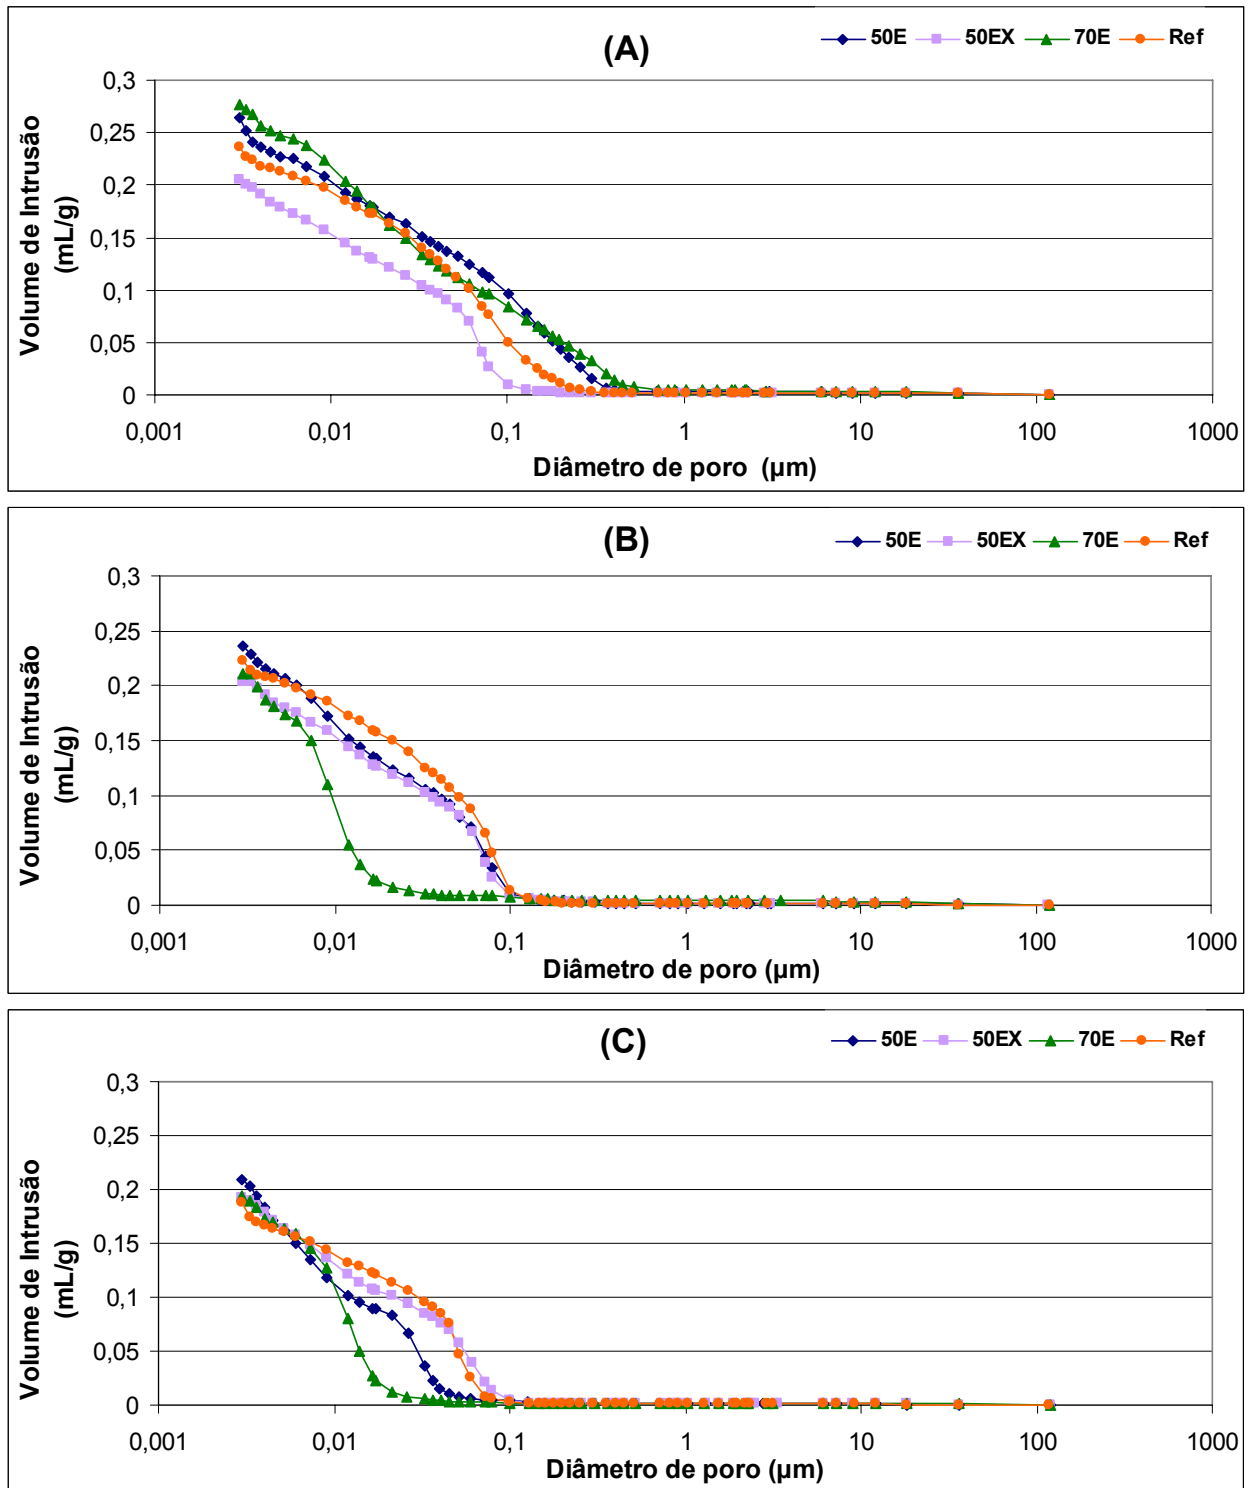 (A)
50E 50EX 70E Ref
Volume de Intrusão
(mL/g)
0,3
0,25
0,2
0,15
0,1
0,05
0
0,001 0,01 0,1 1 10 100 1000
Diâmetro de poro (µm)
(B)
50E 50EX 70E Ref
Volume de Intrusão
(mL/g)
0,3
0,25
0,2
0,15
0,1
0,05
0
0,001 0,01 0,1 1 10 100 1000
Diâmetro de poro (µm)
(C)
50E 50EX 70E Ref
Volume de Intrusão
(mL/g)
0,3
0,25
0,2
0,15
0,1
0,05
0
0,001 0,01 0,1 1 10 100 1000
Diâmetro de poro (µm)